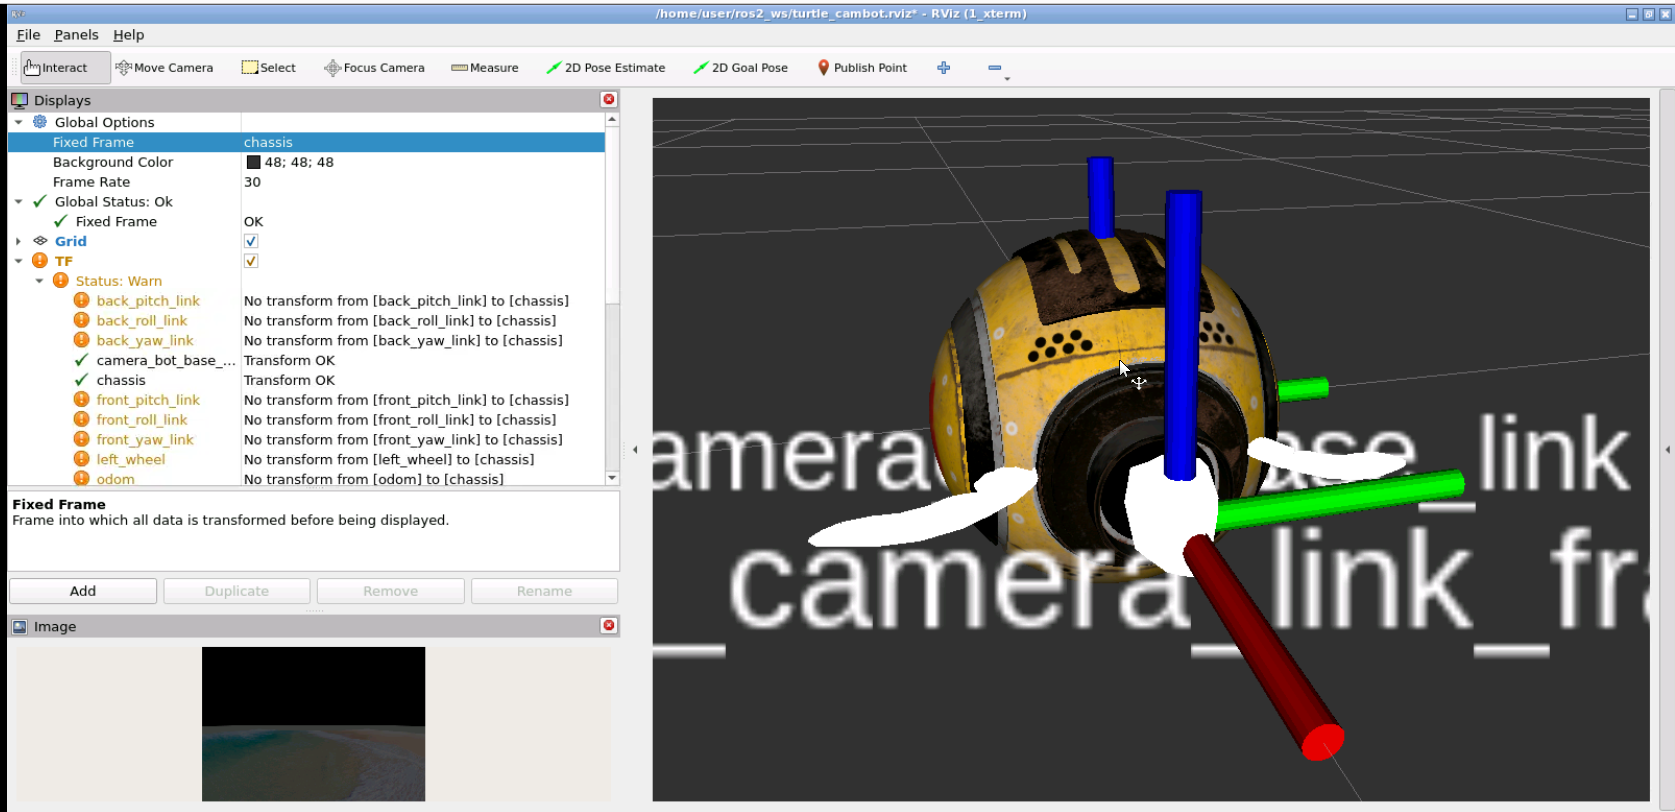 /home/user/ros2_ws/turtle_cambot.rviz* - RViz (1_xterm)
File Panels Help
Interact Move Camera Select Focus Camera Measure 2D Pose Estimate 2D Goal Pose Publish Point
Displays
Global Options
Fixed Frame chassis
Background Color 48; 48; 48
Frame Rate 30
Global Status: Ok
Fixed Frame OK
Grid
TF
Status: Warn
back_pitch_link No transform from [back_pitch_link] to [chassis]
back_roll_link No transform from [back_roll_link] to [chassis]
back_yaw_link No transform from [back_yaw_link] to [chassis]
camera_bot_base_... Transform OK
chassis Transform OK
front_pitch_link No transform from [front_pitch_link] to [chassis]
front_roll_link No transform from [front_roll_link] to [chassis]
front_yaw_link No transform from [front_yaw_link] to [chassis]
left_wheel No transform from [left_wheel] to [chassis]
odom No transform from [odom] to [chassis]
Fixed Frame
Frame into which all data is transformed before being displayed.
Add Duplicate Remove Rename
Image
amera ase_link
_camera_link_fra